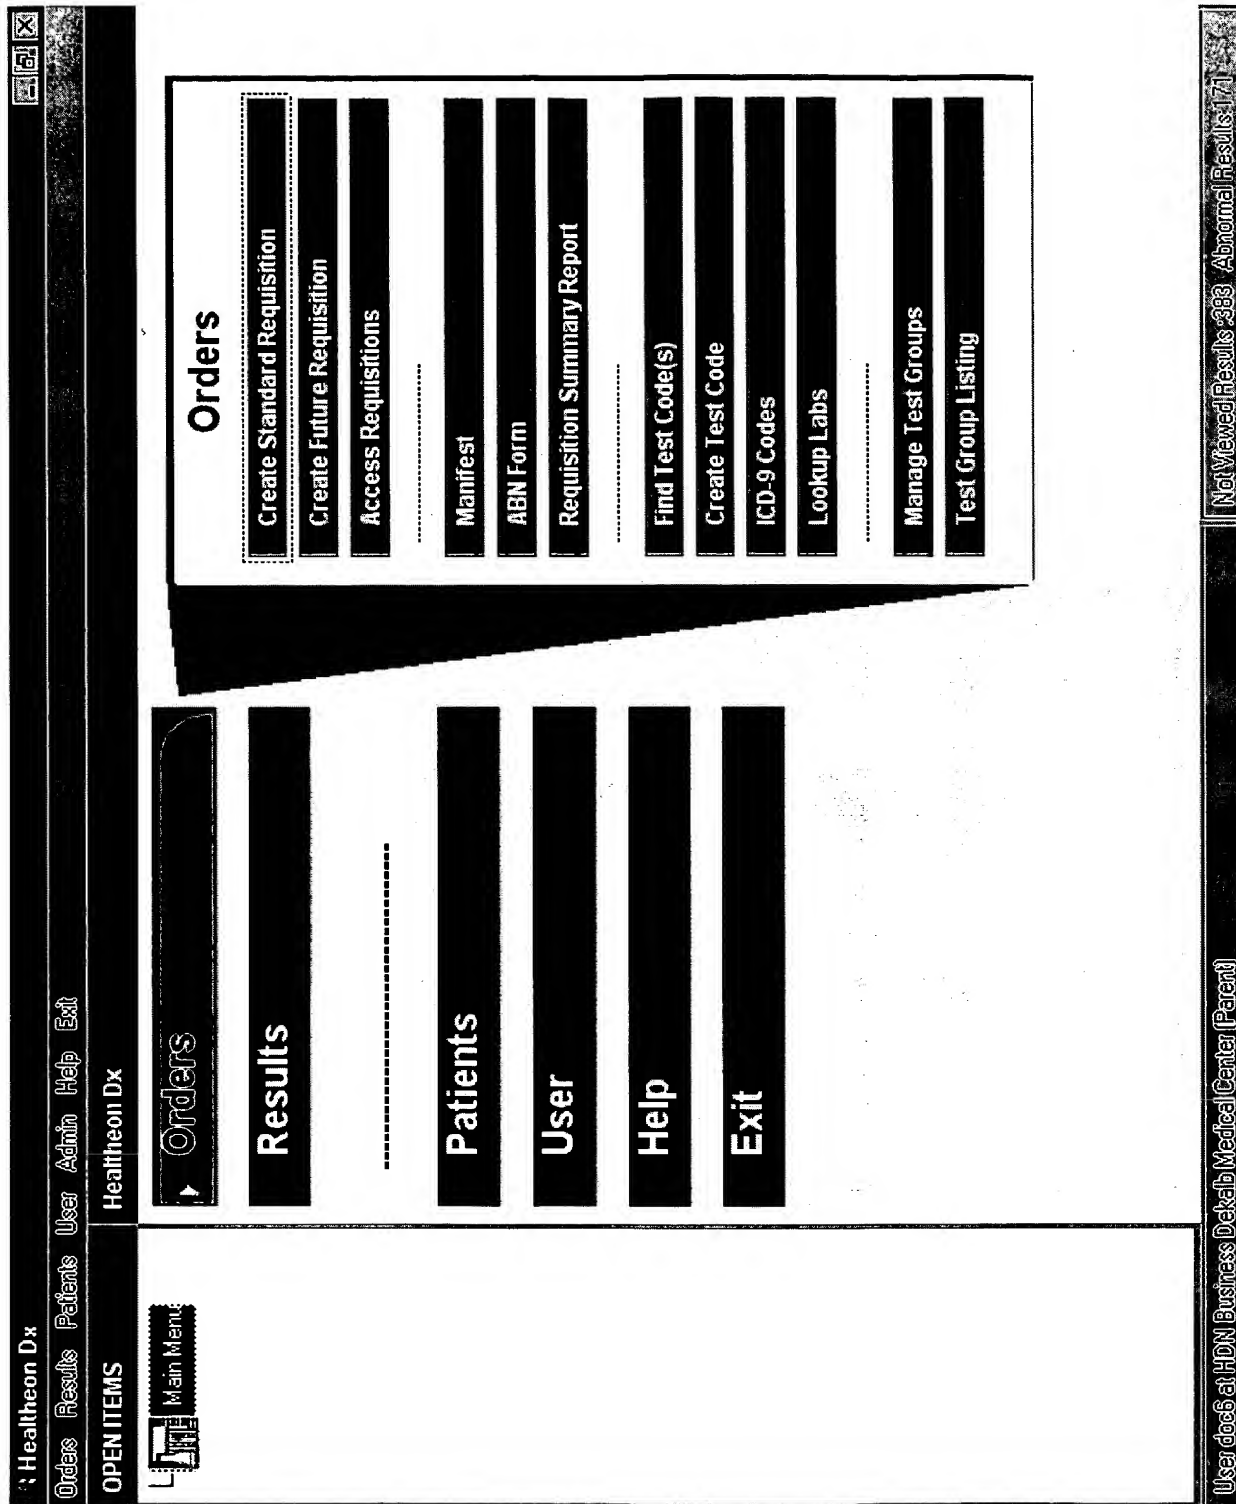 Healtheon Dx
Orders Results Patients User Admin Help Exit
OPEN ITEMS
Healtheon Dx
Main Menu
Orders
Results
Patients
User
Help
Exit
Orders
Create Standard Requisition
Create Future Requisition
Access Requisitions
Manifest
ABN Form
Requisition Summary Report
Find Test Code(s)
Create Test Code
ICD-9 Codes
Lookup Labs
Manage Test Groups
Test Group Listing
User doc6 at HDN Business Dekalb Medical Center (Parent)
Not Viewed Results :383 Abnormal Results:171